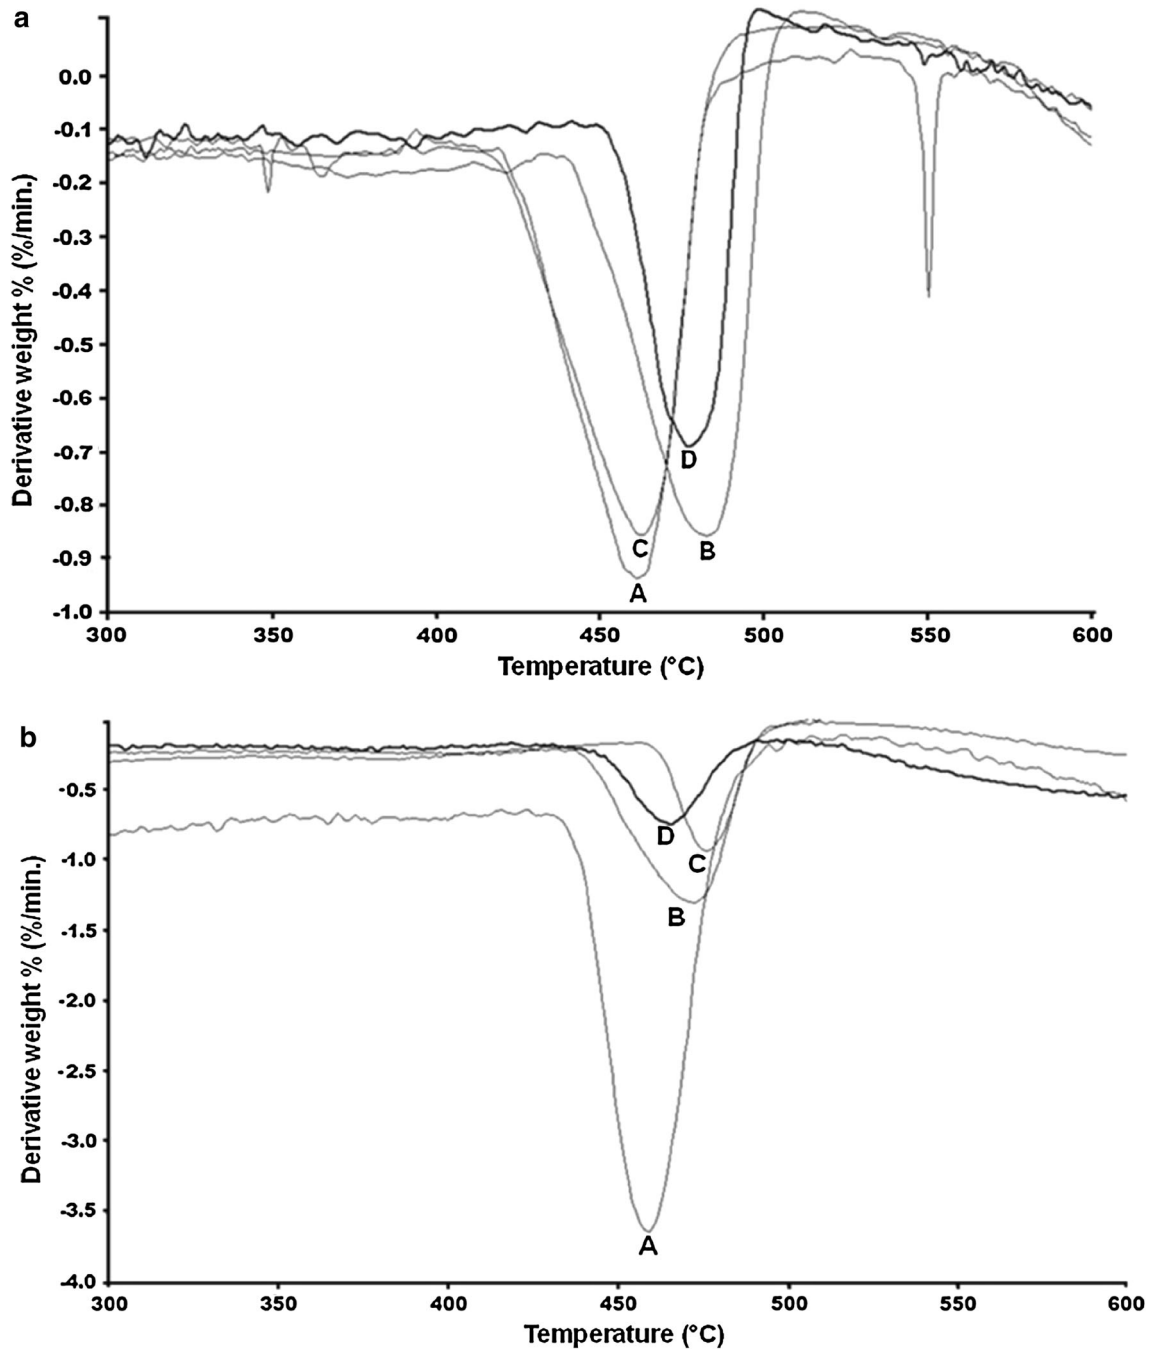 a
0.0
-0.1
-0.2
-0.3
-0.4
-0.5
-0.6
-0.7
-0.8
-0.9
-1.0
Derivative weight % (%/min.)
D
C
B
A
300 350 400 450 500 550 600
Temperature (°C)
b
-0.5
-1.0
-1.5
-2.0
-2.5
-3.0
-3.5
-4.0
Derivative weight % (%/min.)
D
C
B
A
300 350 400 450 500 550 600
Temperature (°C)